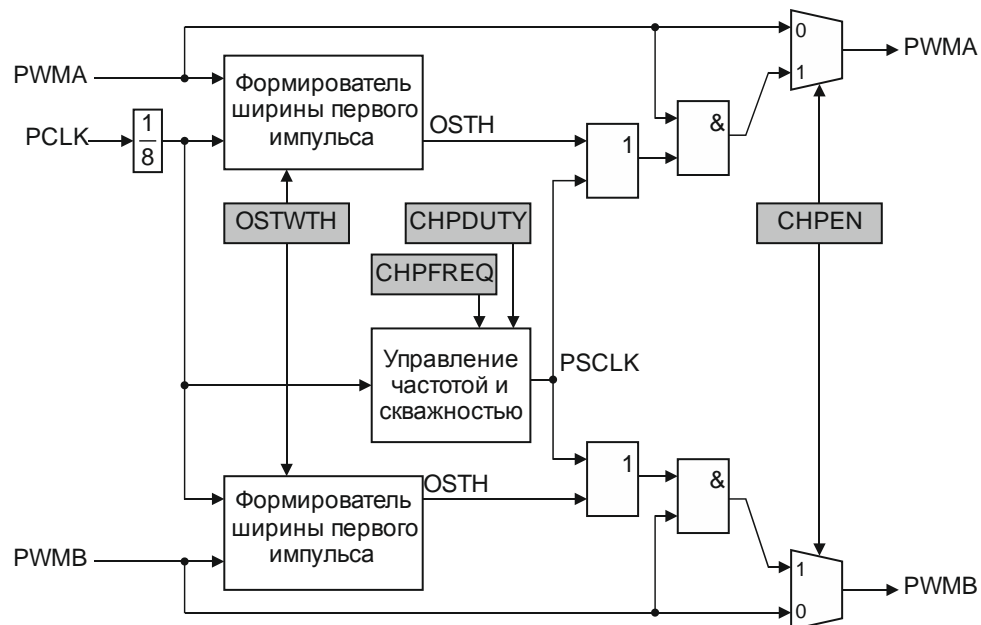 0
PWMA
PWMA
Формирователь
ширины первого
импульса
1
PCLK
1
8
OSTH
1
&
OSTWTH
CHPDUTY
CHPEN
CHPFREQ
Управление
частотой и
скважностью
PSCLK
Формирователь
ширины первого
импульса
OSTH
1
&
PWMB
1
PWMB
0